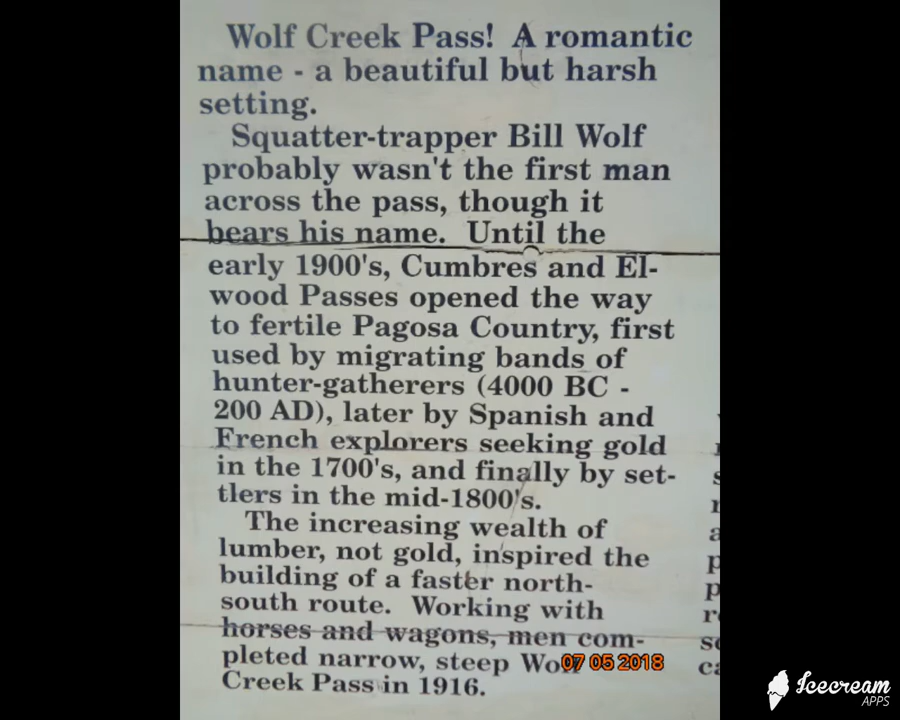 Wolf Creek Pass! A romantic
name - a beautiful but harsh
setting.
Squatter-trapper Bill Wolf
probably wasn't the first man
across the pass, though it
bears his name. Until the
early 1900's, Cumbres and El-
wood Passes opened the way
to fertile Pagosa Country, first
used by migrating bands of
hunter-gatherers (4000 BC -
200 AD), later by Spanish and
French explorers seeking gold
in the 1700's, and finally by set-
tlers in the mid-1800's.
The increasing wealth of
lumber, not gold, inspired the
building of a faster north-
south route. Working with
horses and wagons, men com-
pleted narrow, steep Wolf
Creek Pass in 1916.
07 05 2018
Icecream
APPS